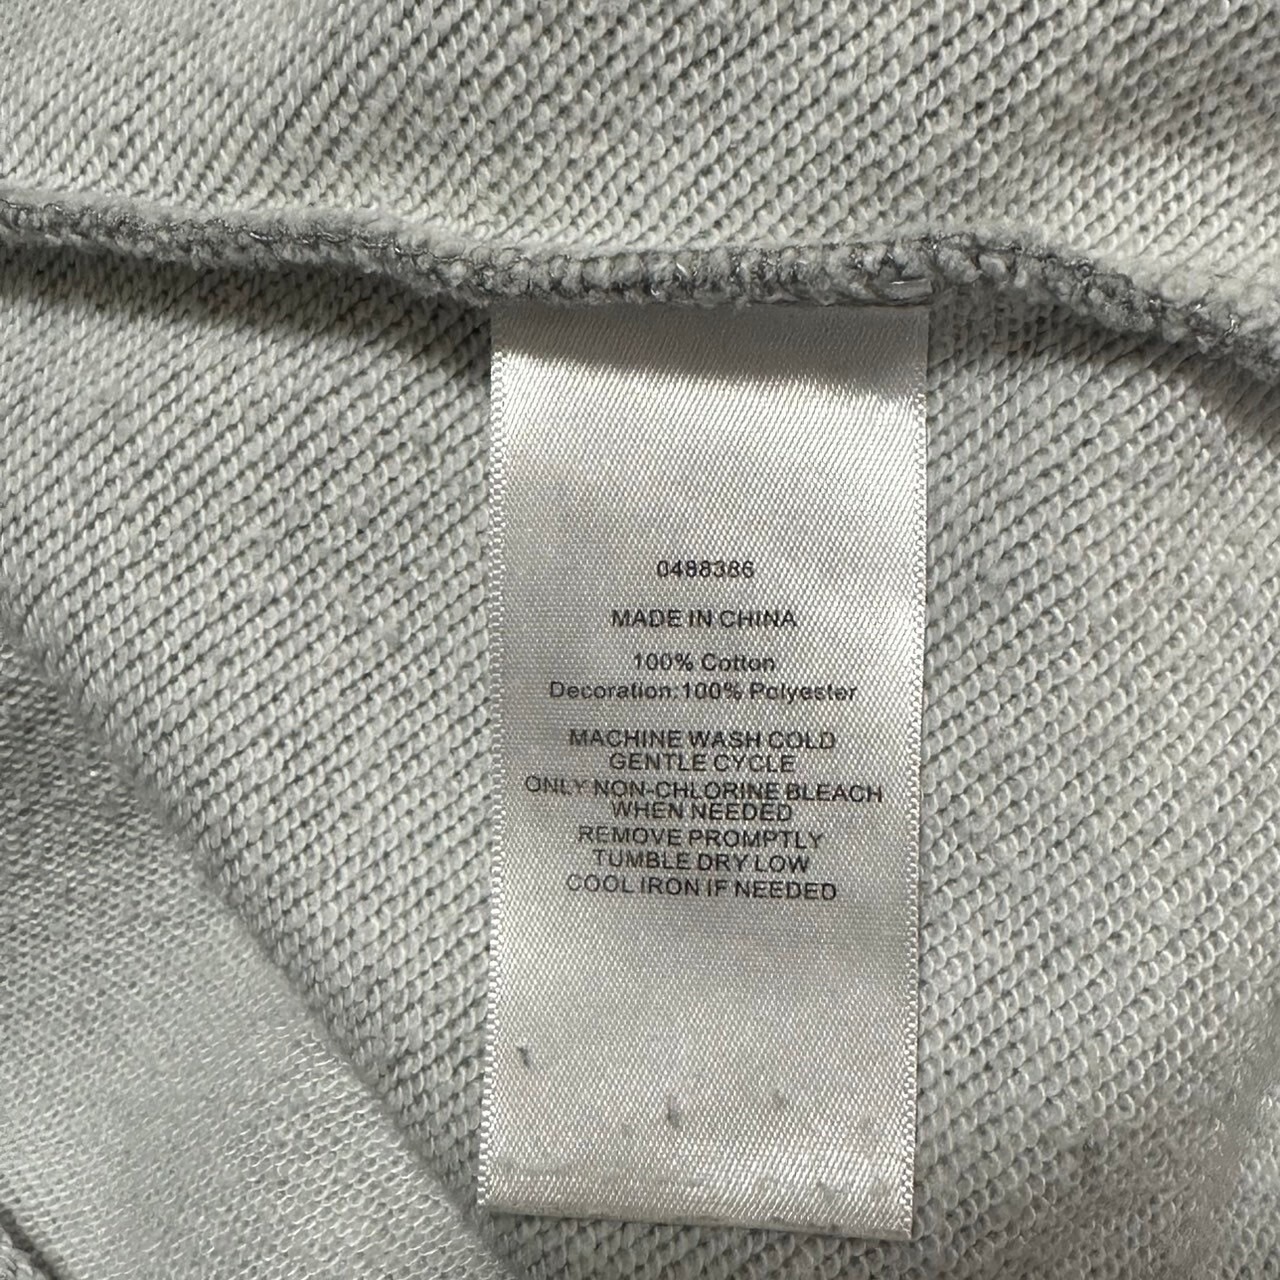 0488386
MADE IN CHINA
100% Cotton
Decoration:100% Polyester
MACHINE WASH COLD
GENTLE CYCLE
ONLY NON-CHLORINE BLEACH
WHEN NEEDED
REMOVE PROMPTLY
TUMBLE DRY LOW
COOL IRON IF NEEDED